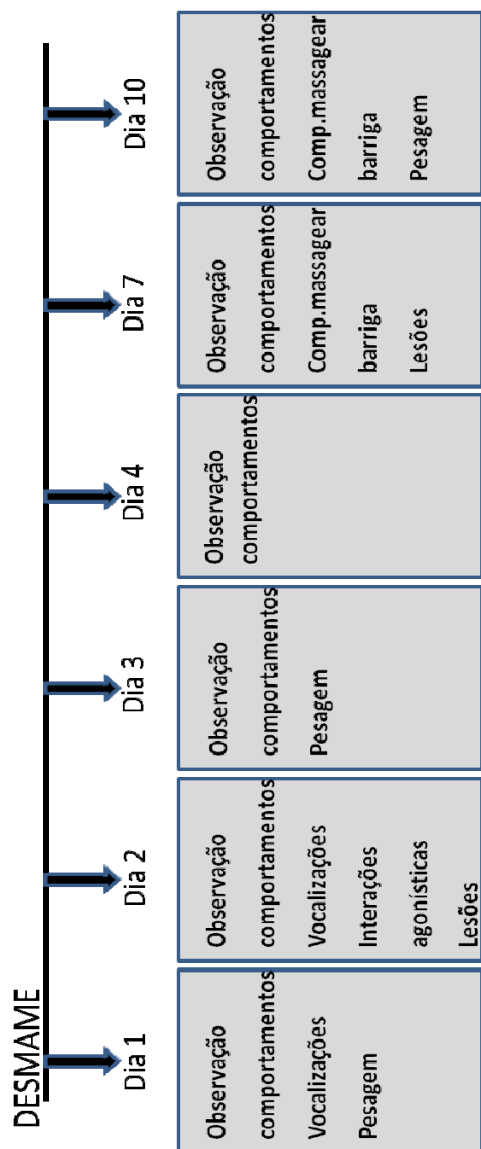 DESMAME
Dia 1
Observação
comportamentos
Vocalizações
Pesagem
Dia 2
Observação
comportamentos
Vocalizações
Interações
agonísticas
Lesões
Dia 3
Observação
comportamentos
Pesagem
Dia 4
Observação
comportamentos
Dia 7
Observação
comportamentos
Comp.massagear
barriga
Lesões
Dia 10
Observação
comportamentos
Comp.massagear
barriga
Pesagem